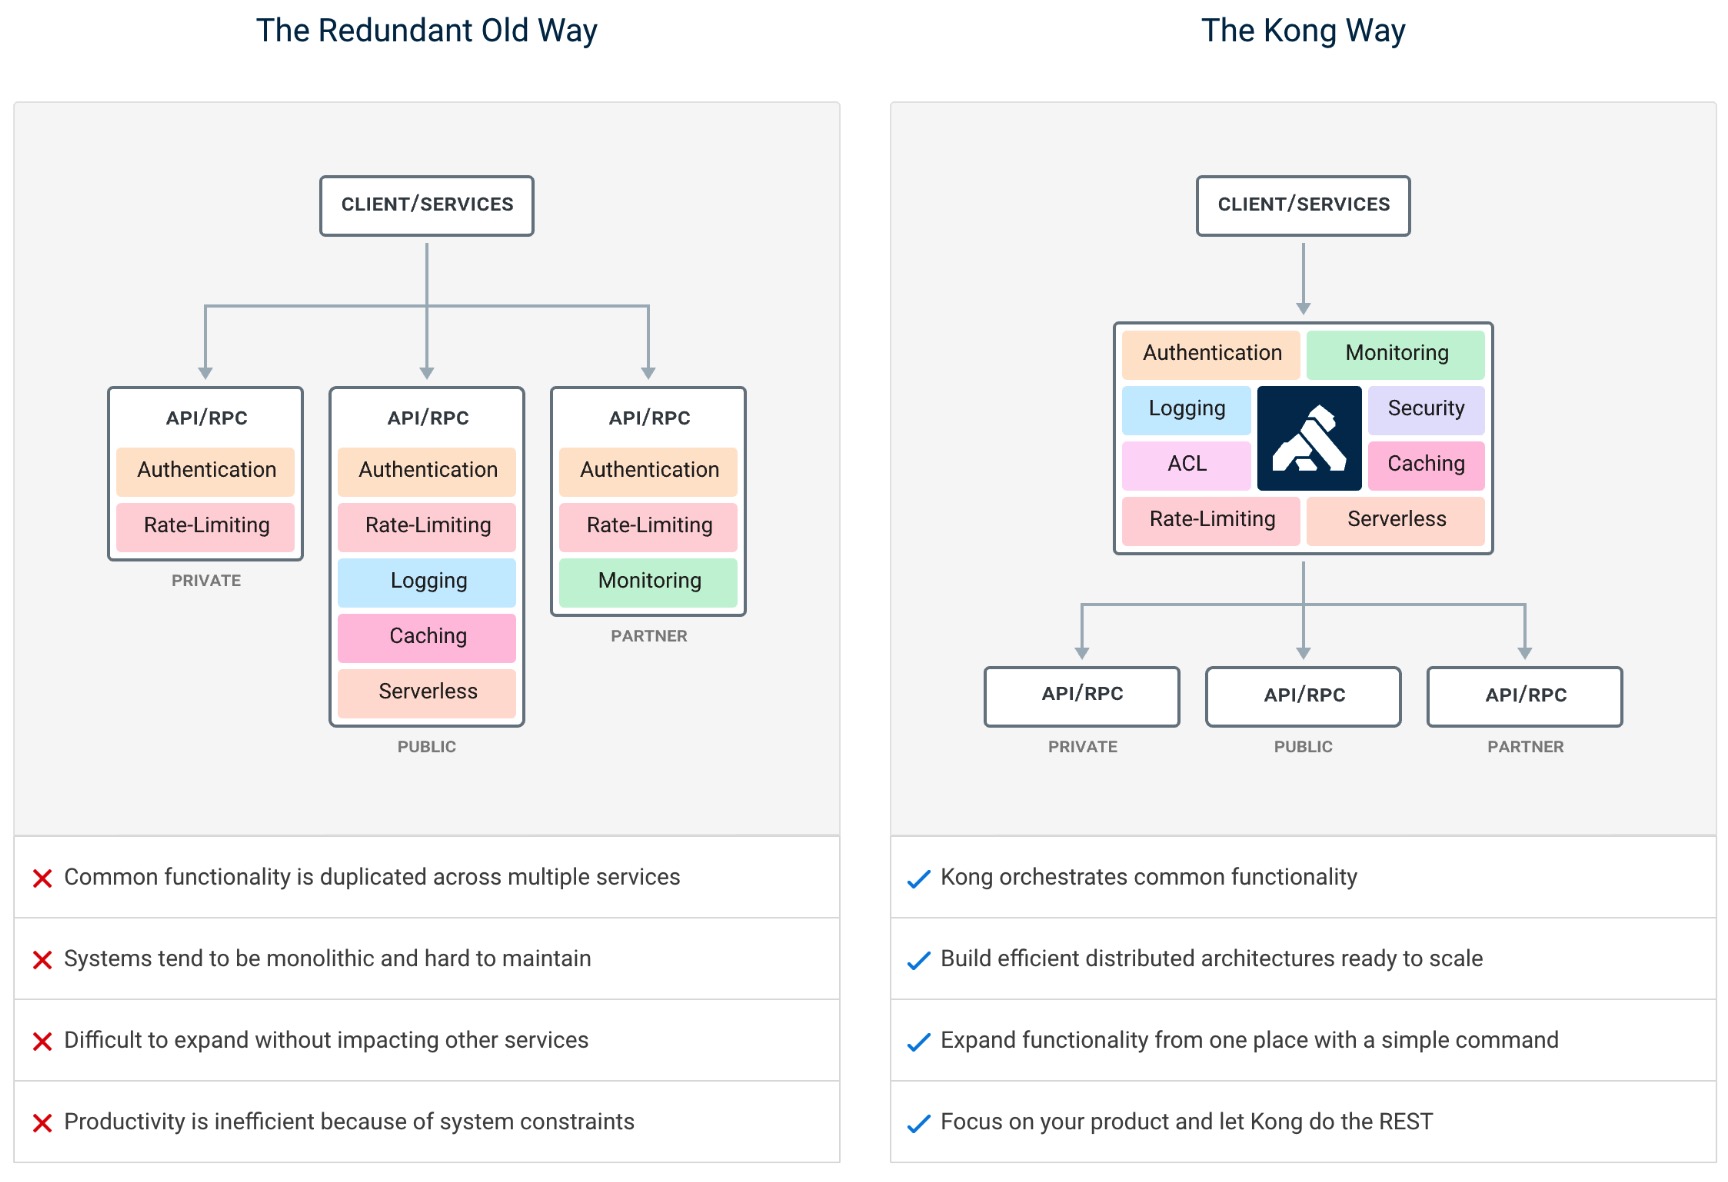 The Redundant Old Way
CLIENT/SERVICES
API/RPC
Authentication
Rate-Limiting
PRIVATE
API/RPC
Authentication
Rate-Limiting
Logging
Caching
Serverless
PUBLIC
API/RPC
Authentication
Rate-Limiting
Monitoring
PARTNER
Common functionality is duplicated across multiple services
Systems tend to be monolithic and hard to maintain
Difficult to expand without impacting other services
Productivity is inefficient because of system constraints
The Kong Way
CLIENT/SERVICES
Authentication
Monitoring
Logging
Security
ACL
Caching
Rate-Limiting
Serverless
API/RPC
PRIVATE
API/RPC
PUBLIC
API/RPC
PARTNER
Kong orchestrates common functionality
Build efficient distributed architectures ready to scale
Expand functionality from one place with a simple command
Focus on your product and let Kong do the REST